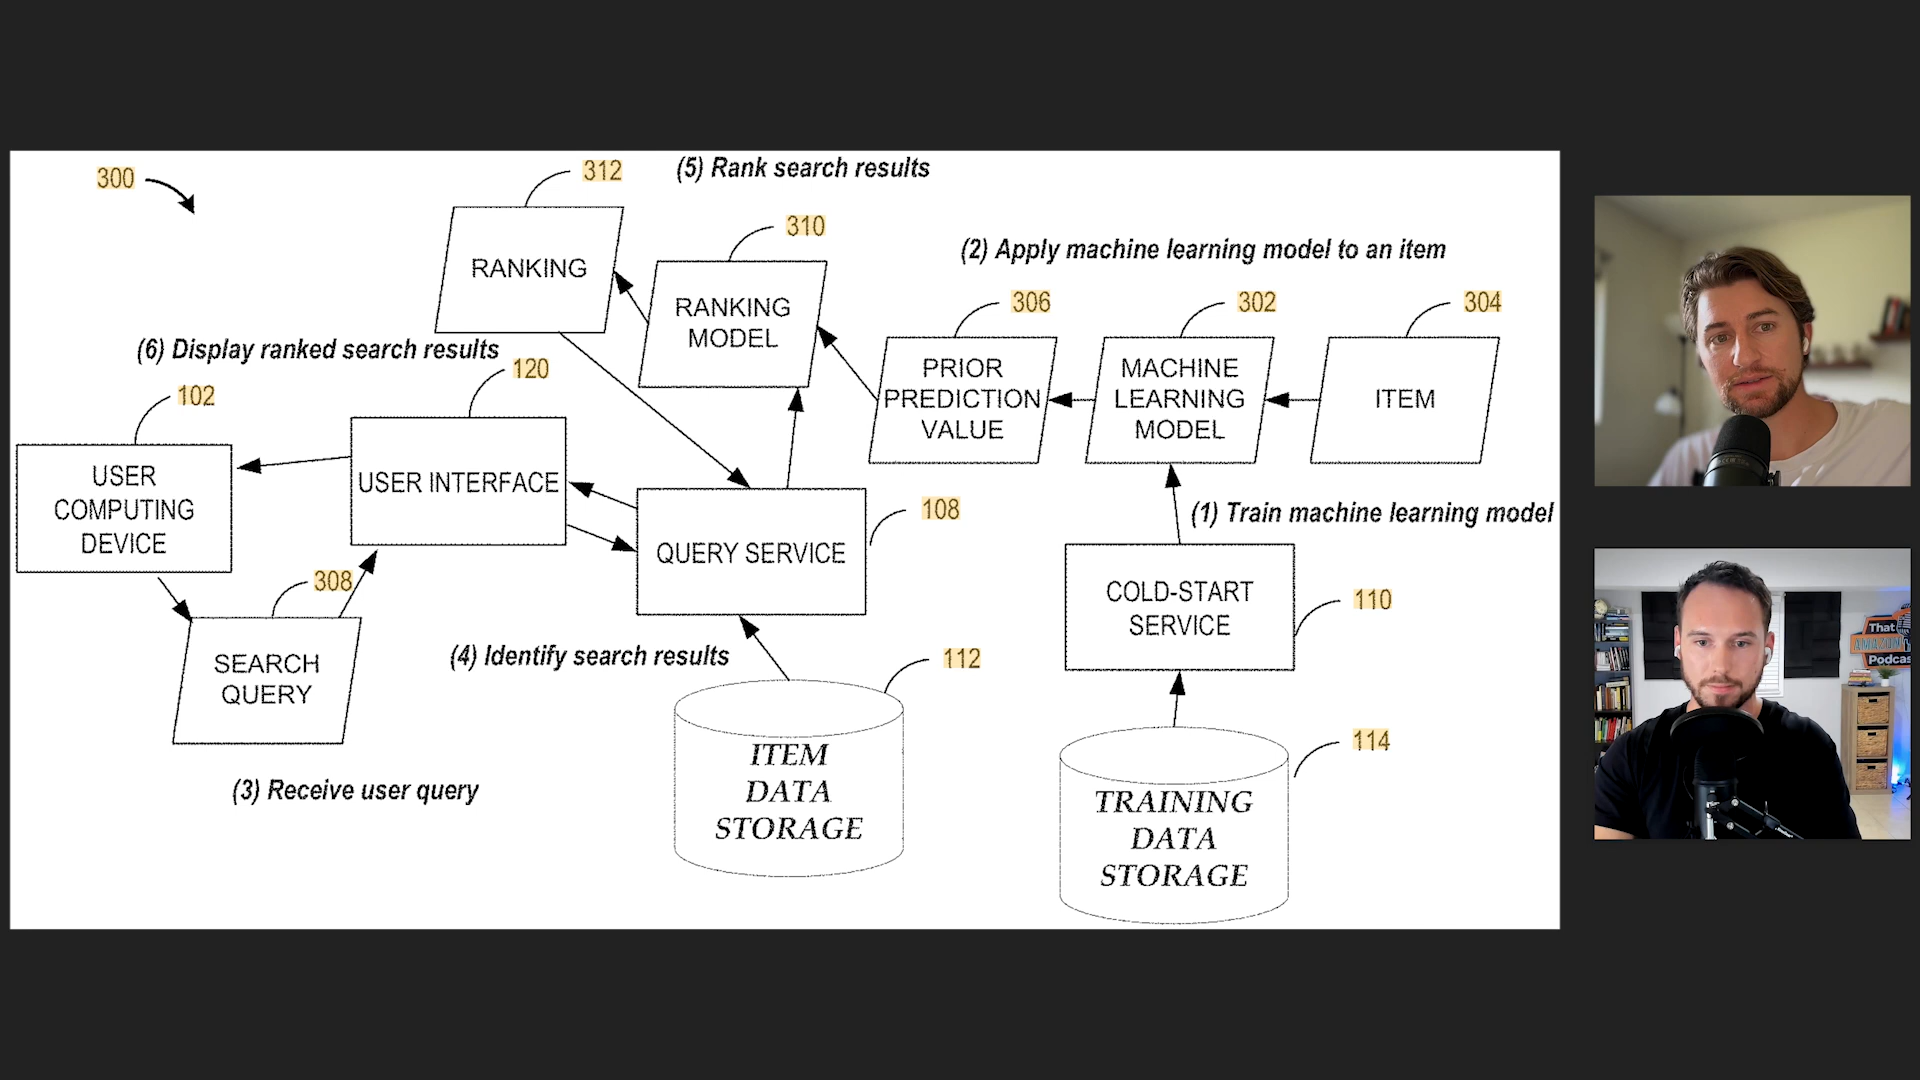 300
312
(5) Rank search results
310
RANKING
RANKING
MODEL
(2) Apply machine learning model to an item
306
302
304
PRIOR
PREDICTION
VALUE
MACHINE
LEARNING
MODEL
ITEM
(6) Display ranked search results
120
102
USER
COMPUTING
DEVICE
USER INTERFACE
QUERY SERVICE
108
(1) Train machine learning model
COLD-START
SERVICE
110
308
SEARCH
QUERY
(3) Receive user query
(4) Identify search results
112
ITEM
DATA
STORAGE
114
TRAINING
DATA
STORAGE
That
AMAZON
Podcas